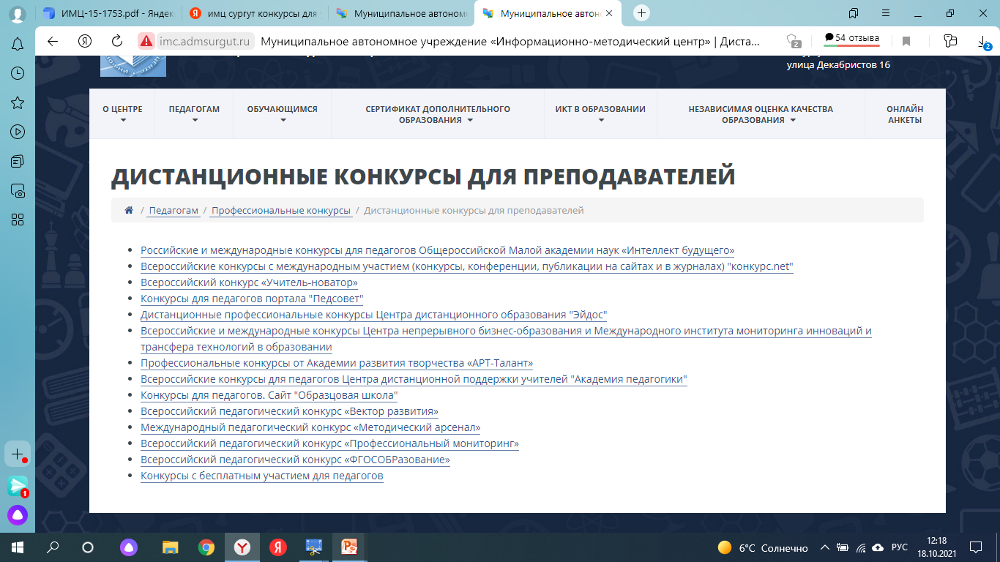 ИМЦ-15-1753.pdf - Яндек
имц сургут конкурсы для
Муниципальное автоном
Муниципальное автон
imc.admsurgut.ru Муниципальное автономное учреждение «Информационно-методический центр» | Диста...
2
54 отзыва
2
улица Декабристов 16
О ЦЕНТРЕ
ПЕДАГОГАМ
ОБУЧАЮЩИМСЯ
СЕРТИФИКАТ ДОПОЛНИТЕЛЬНОГО
ОБРАЗОВАНИЯ
ИКТ В ОБРАЗОВАНИИ
НЕЗАВИСИМАЯ ОЦЕНКА КАЧЕСТВА
ОБРАЗОВАНИЯ
ОНЛАЙН
АНКЕТЫ
ДИСТАНЦИОННЫЕ КОНКУРСЫ ДЛЯ ПРЕПОДАВАТЕЛЕЙ
/ Педагогам / Профессиональные конкурсы / Дистанционные конкурсы для преподавателей
Российские и международные конкурсы для педагогов Общероссийской Малой академии наук «Интеллект будущего»
Всероссийские конкурсы с международным участием (конкурсы, конференции, публикации на сайтах и в журналах) "конкурс.net"
Всероссийский конкурс «Учитель-новатор»
Конкурсы для педагогов портала "Педсовет"
Дистанционные профессиональные конкурсы Центра дистанционного образования "Эйдос"
Всероссийские и международные конкурсы Центра непрерывного бизнес-образования и Международного института мониторинга инноваций и
трансфера технологий в образовании
Профессиональные конкурсы от Академии развития творчества «АРТ-Талант»
Всероссийские конкурсы для педагогов Центра дистанционной поддержки учителей "Академия педагогики"
Конкурсы для педагогов. Сайт "Образцовая школа"
Всероссийский педагогический конкурс «Вектор развития»
Международный педагогический конкурс «Методический арсенал»
Всероссийский педагогический конкурс «Профессиональный мониторинг»
Всероссийский педагогический конкурс «ФГОСОБРазование»
Конкурсы с бесплатным участием для педагогов
1
6°C Солнечно
РУС
12:18
18.10.2021